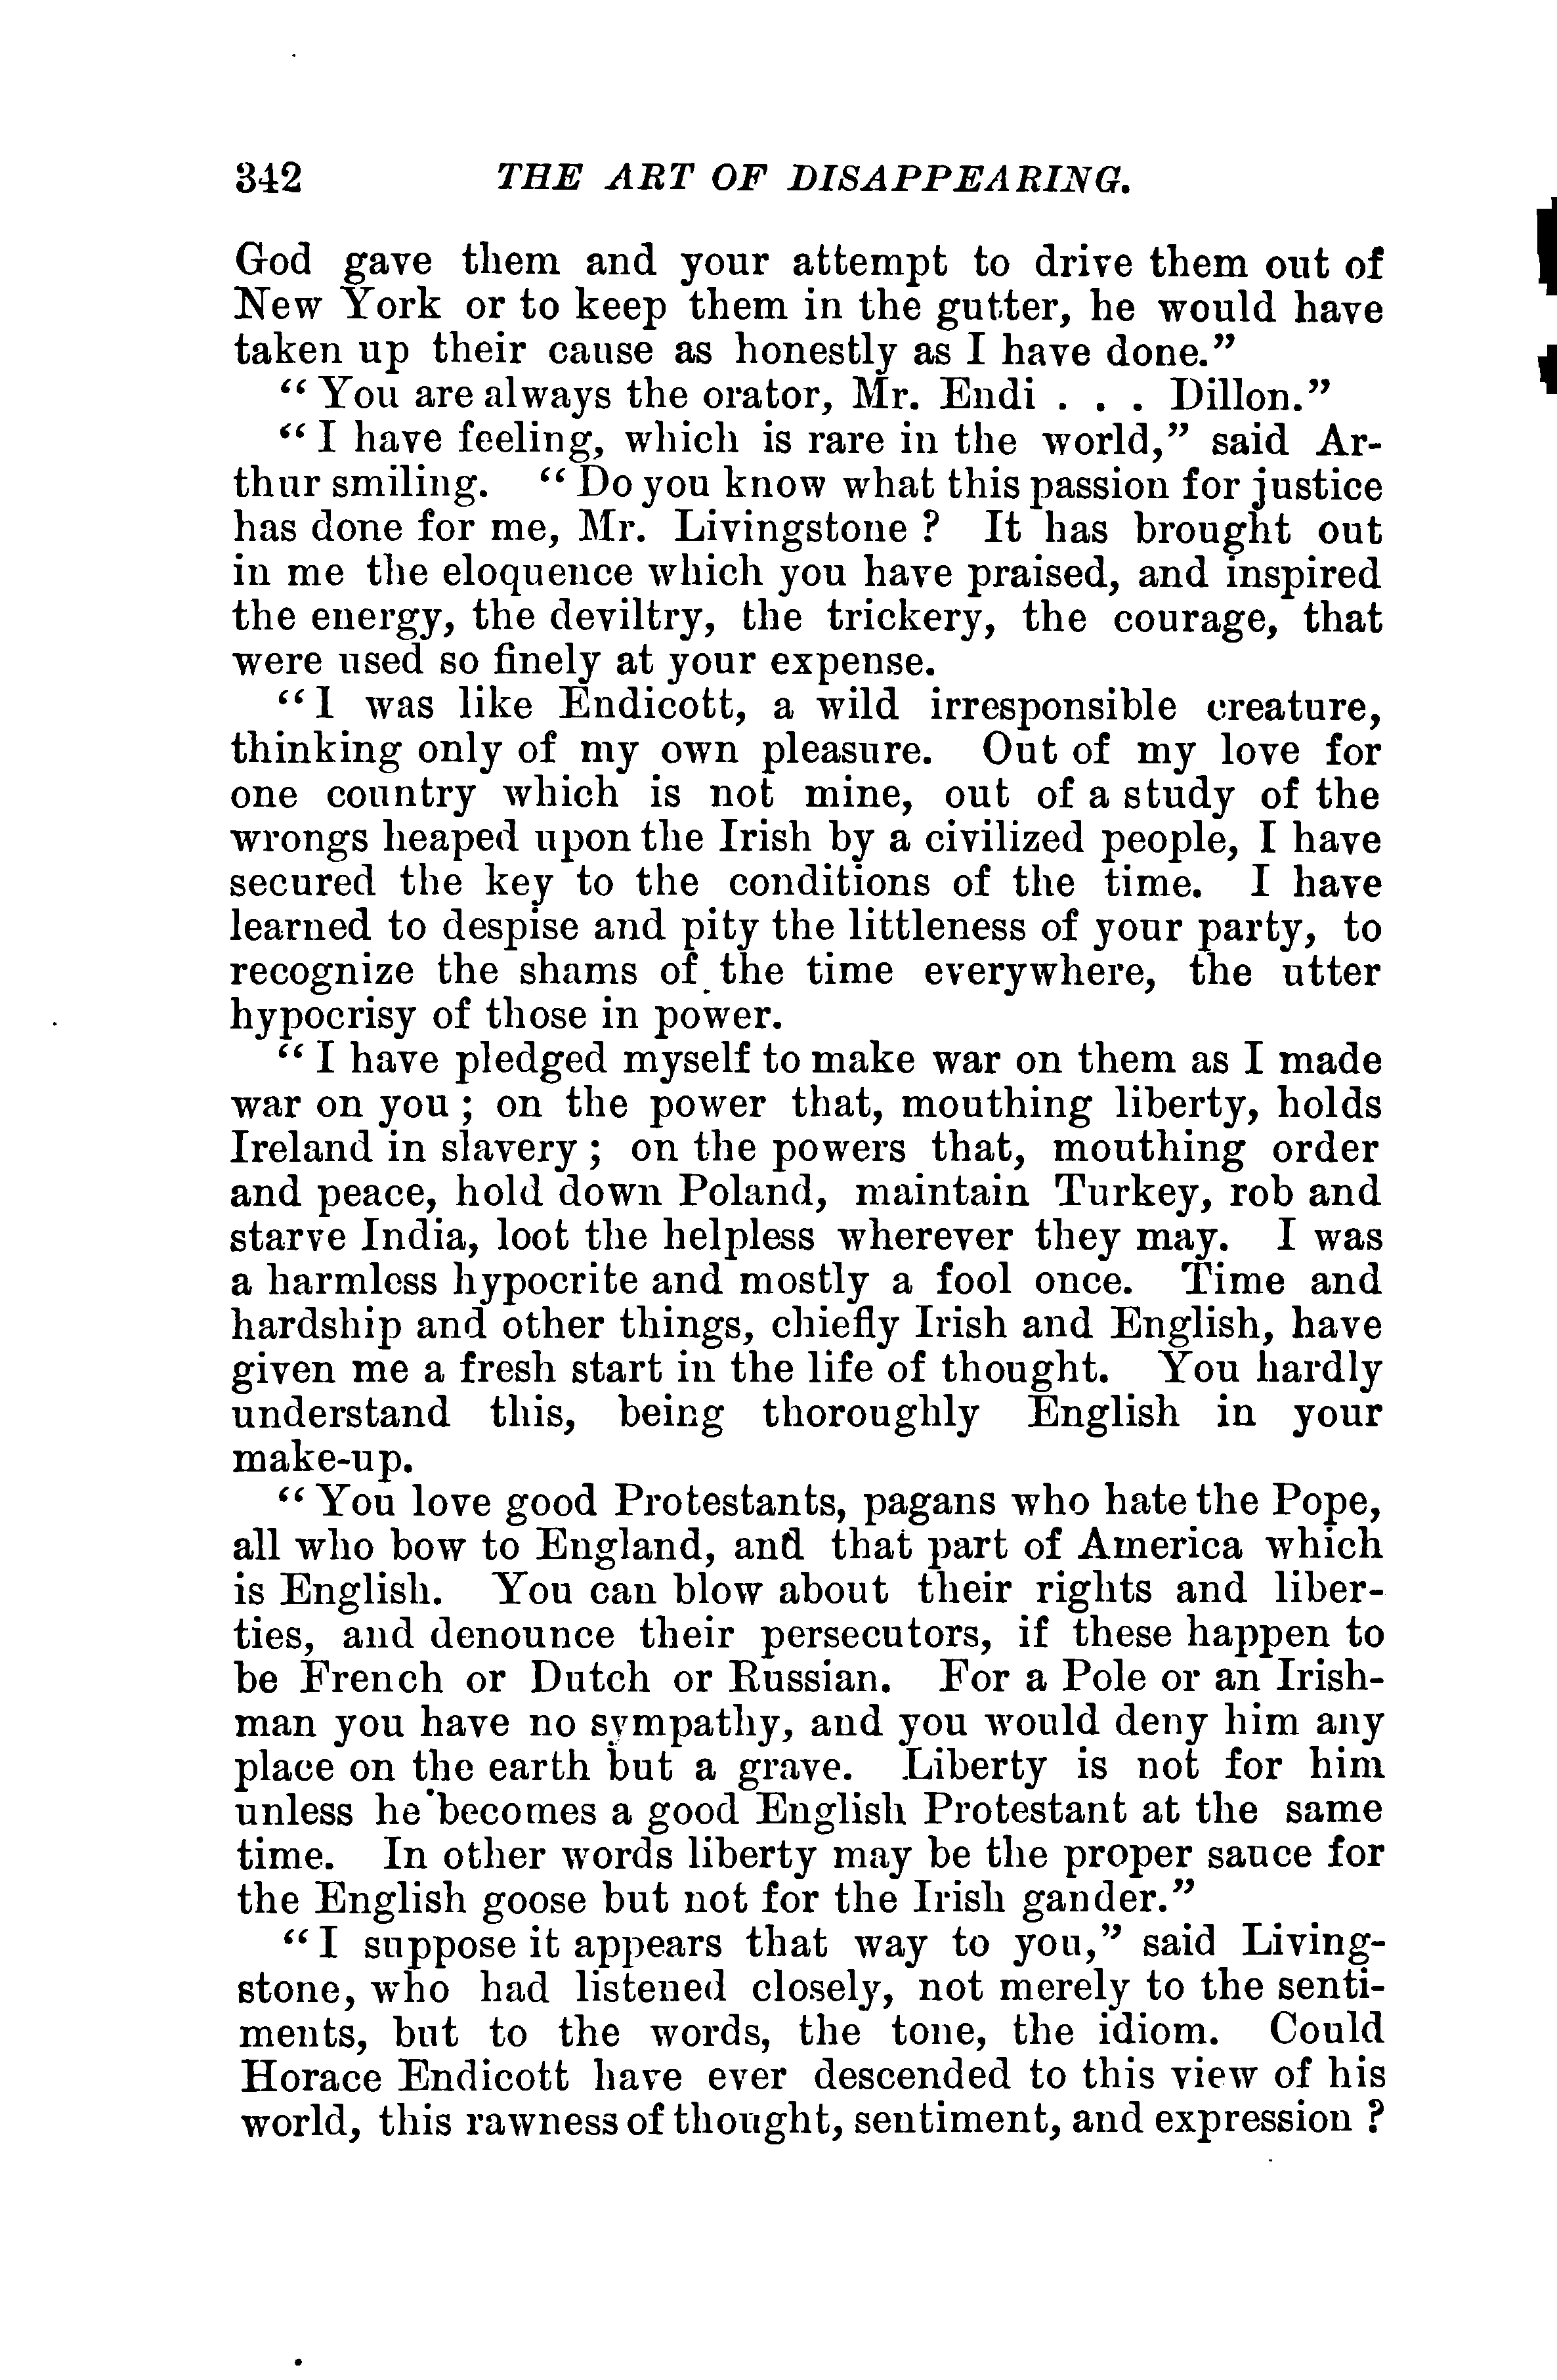 342 THE ART OF DISAPPEARING.
God gave them and your attempt to drive them out of
New York or to keep them in the gutter, he would have
taken up their cause as honestly as I have done.”
“ You are always the orator, Mr. Endi . . . Dillon.”
“ I have feeling, which is rare in the world,” said Ar-
thur smiling. “ Do you know what this passion for justice
has done for me, Mr. Livingstone ? It has brought out
in me the eloquence which you have praised, and inspired
the energy, the deviltry, the trickery, the courage, that
were used so finely at your expense.
“ I was like Endicott, a wild irresponsible creature,
thinking only of my own pleasure. Out of my love for
one country which is not mine, out of a study of the
wrongs heaped upon the Irish by a civilized people, I have
secured the key to the conditions of the time. I have
learned to despise and pity the littleness of your party, to
recognize the shams of the time everywhere, the utter
hypocrisy of those in power.
“ I have pledged myself to make war on them as I made
war on you ; on the power that, mouthing liberty, holds
Ireland in slavery ; on the powers that, mouthing order
and peace, hold down Poland, maintain Turkey, rob and
starve India, loot the helpless wherever they may. I was
a harmless hypocrite and mostly a fool once. Time and
hardship and other things, chiefly Irish and English, have
given me a fresh start in the life of thought. You hardly
understand this, being thoroughly English in your
make-up.
“ You love good Protestants, pagans who hate the Pope,
all who bow to England, and that part of America which
is English. You can blow about their rights and liber-
ties, and denounce their persecutors, if these happen to
be French or Dutch or Russian. For a Pole or an Irish-
man you have no sympathy, and you would deny him any
place on the earth but a grave. Liberty is not for him
unless he becomes a good English Protestant at the same
time. In other words liberty may be the proper sauce for
the English goose but not for the Irish gander.”
“ I suppose it appears that way to you,” said Living-
stone, who had listened closely, not merely to the senti-
ments, but to the words, the tone, the idiom. Could
Horace Endicott have ever descended to this view of his
world, this rawness of thought, sentiment, and expression ?